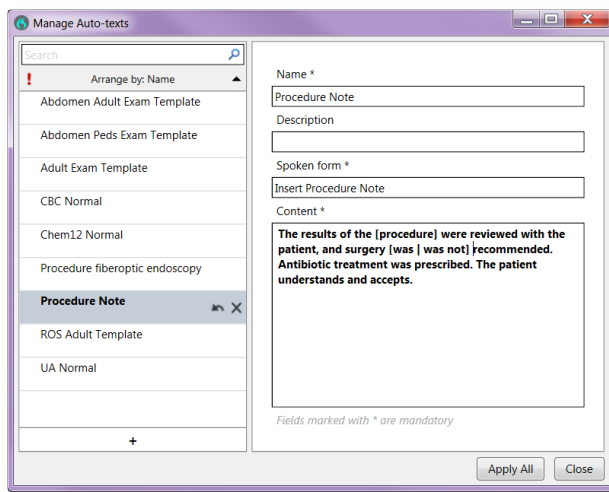 Manage Auto-texts
Search
! Arrange by: Name
Abdomen Adult Exam Template
Abdomen Peds Exam Template
Adult Exam Template
CBC Normal
Chem12 Normal
Procedure fiberoptic endoscopy
Procedure Note
ROS Adult Template
UA Normal
+
Name *
Procedure Note
Description
Spoken form *
Insert Procedure Note
Content *
The results of the [procedure] were reviewed with the
patient, and surgery [was | was not] recommended.
Antibiotic treatment was prescribed. The patient
understands and accepts.
Fields marked with * are mandatory
Apply All
Close